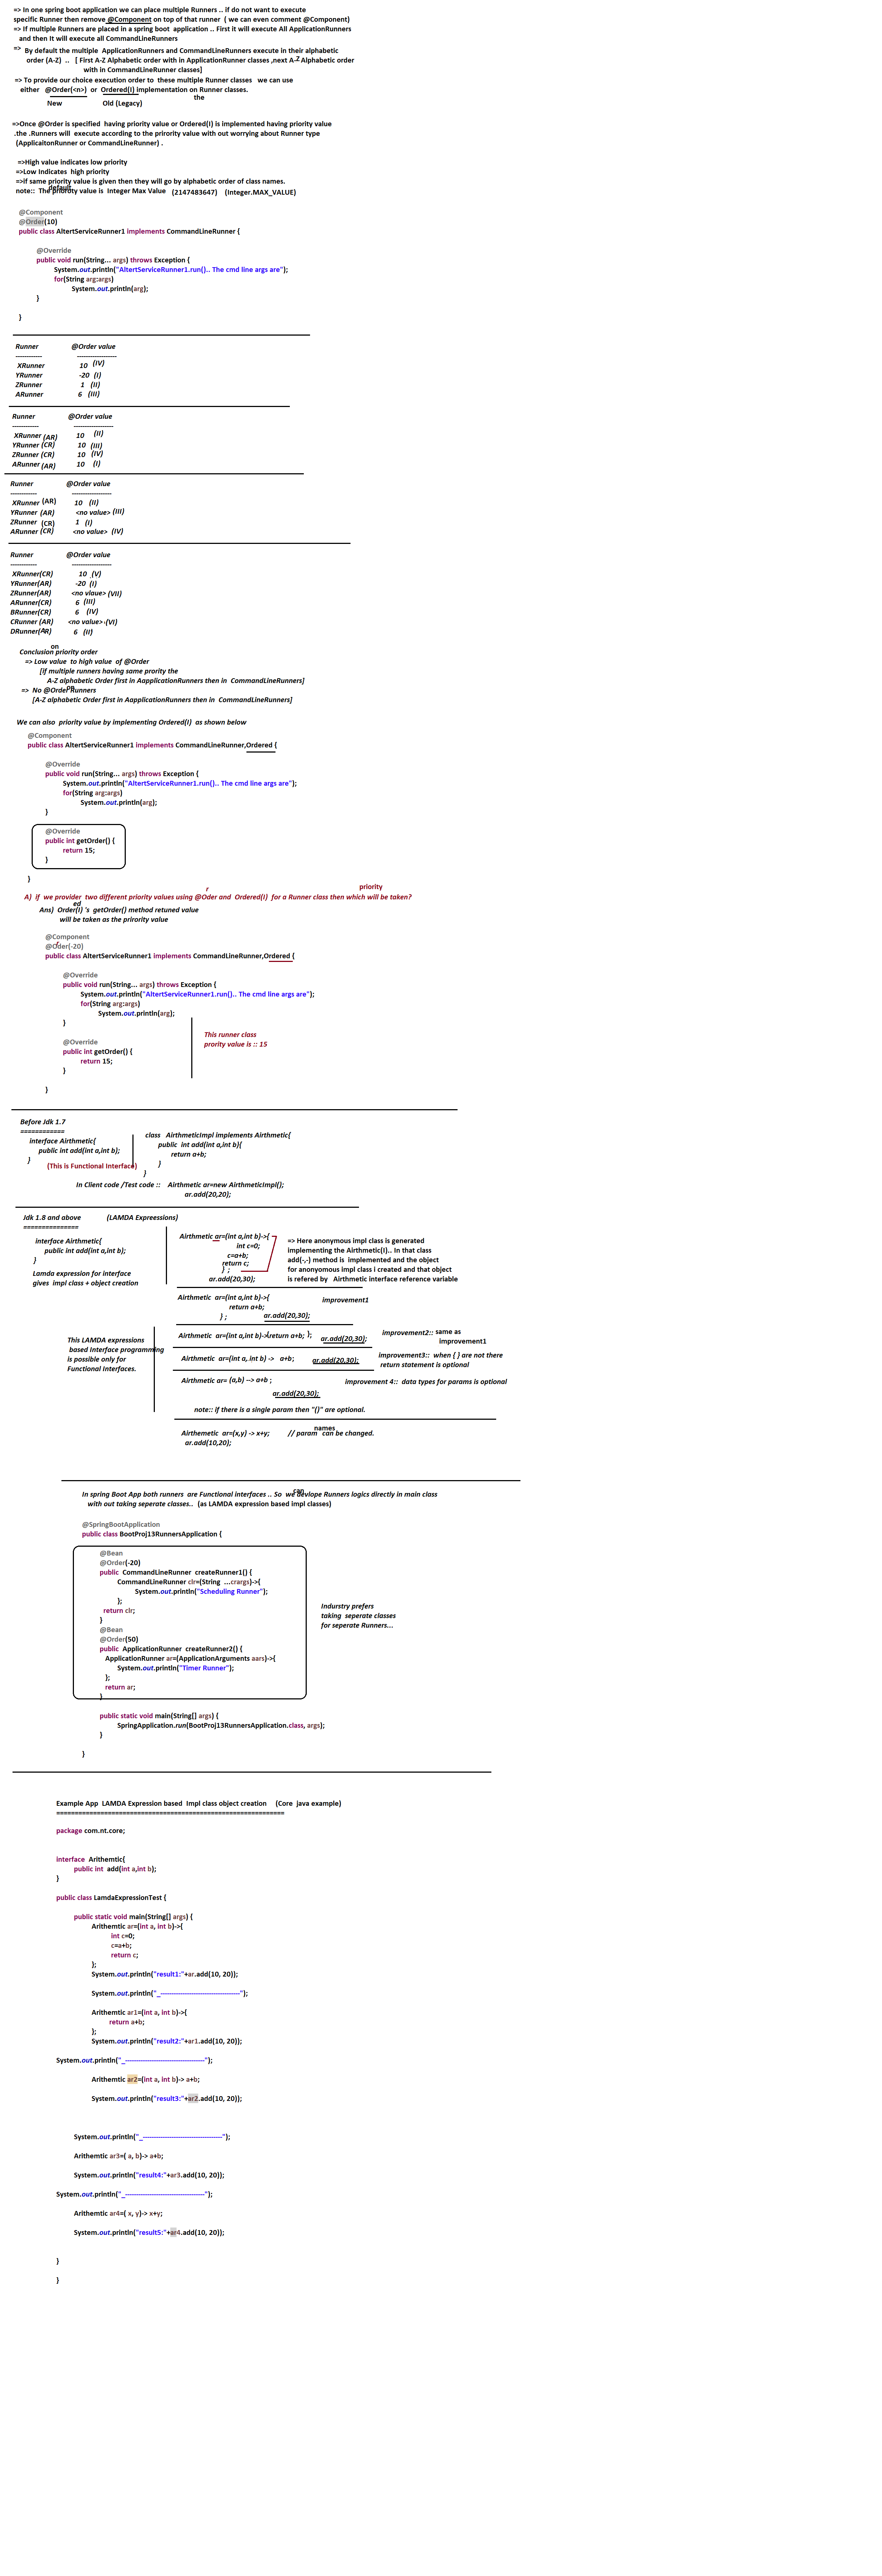 => In one spring boot application we can place multiple Runners .. if do not want to execute
specific Runner then remove @Component on top of that runner ( we can even comment @Component)
=> If multiple Runners are placed in a spring boot application .. First it will execute All ApplicationRunners
and then It will execute all CommandLineRunners
=> By default the multiple ApplicationRunners and CommandLineRunners execute in their alphabetic
order (A-Z) .. [ First A-Z Alphabetic order with in ApplicationRunner classes ,next A-Z Alphabetic order
with in CommandLineRunner classes]
=> To provide our choice execution order to these multiple Runner classes we can use
either @Order(<n>) or Ordered(I) implementation on Runner classes.
the
New Old (Legacy)
=>Once @Order is specified having priority value or Ordered(I) is implemented having priority value
.the .Runners will execute according to the prirority value with out worrying about Runner type
(ApplicaitonRunner or CommandLineRunner) .
=>High value indicates low priority
=>Low Indicates high priority
=>if same priority value is given then they will go by alphabetic order of class names.
default
note:: The prioroty value is Integer Max Value (2147483647) (Integer.MAX_VALUE)
@Component
@Order(10)
public class AltertServiceRunner1 implements CommandLineRunner {
@Override
public void run(String... args) throws Exception {
System.out.println("AltertServiceRunner1.run().. The cmd line args are");
for(String arg:args)
System.out.println(arg);
}
}
Runner @Order value
------------ ------------------
XRunner 10 (IV)
YRunner -20 (I)
ZRunner 1 (II)
ARunner 6 (III)
Runner @Order value
------------ ------------------
XRunner (AR) 10 (II)
YRunner (CR) 10 (III)
ZRunner (CR) 10 (IV)
ARunner (AR) 10 (I)
Runner @Order value
------------ ------------------
XRunner (AR) 10 (II)
YRunner (AR) <no value> (III)
ZRunner (CR) 1 (I)
ARunner (CR) <no value> (IV)
Runner @Order value
------------ ------------------
XRunner(CR) 10 (V)
YRunner(AR) -20 (I)
ZRunner(AR) <no vlaue> (VII)
ARunner(CR) 6 (III)
BRunner(CR) 6 (IV)
CRunner (AR) <no value> (VI)
DRunner(AR) 6 (II)
on
Conclusion priority order
=> Low value to high value of @Order
[if multiple runners having same prority the
A-Z alphabetic Order first in AapplicationRunners then in CommandLineRunners]
on
=> No @Order Runners
[A-Z alphabetic Order first in AapplicationRunners then in CommandLineRunners]
We can also priority value by implementing Ordered(I) as shown below
@Component
public class AltertServiceRunner1 implements CommandLineRunner,Ordered {
@Override
public void run(String... args) throws Exception {
System.out.println("AltertServiceRunner1.run().. The cmd line args are");
for(String arg:args)
System.out.println(arg);
}
@Override
public int getOrder() {
return 15;
}
}
r priority
A) if we provider two different priority values using @Oder and Ordered(I) for a Runner class then which will be taken?
ed
Ans) Order(I) 's getOrder() method retuned value
will be taken as the prirority value
@Component
r
@Oder(-20)
public class AltertServiceRunner1 implements CommandLineRunner,Ordered {
@Override
public void run(String... args) throws Exception {
System.out.println("AltertServiceRunner1.run().. The cmd line args are");
for(String arg:args)
System.out.println(arg);
}
This runner class
prority value is :: 15
@Override
public int getOrder() {
return 15;
}
}
Before Jdk 1.7
============
interface Airthmetic{
public int add(int a,int b);
}
(This is Functional Interface)
class AirthmeticImpl implements Airthmetic{
public int add(int a,int b){
return a+b;
}
}
In Client code /Test code :: Airthmetic ar=new AirthmeticImpl();
ar.add(20,20);
Jdk 1.8 and above (LAMDA Expreessions)
===============
interface Airthmetic{
public int add(int a,int b);
}
Lamda expression for interface
gives impl class + object creation
Airthmetic ar=(int a,int b)->{
int c=0;
c=a+b;
return c;
} ;
ar.add(20,30);
=> Here anonymous impl class is generated
implementing the Airthmetic(I).. In that class
add(-,-) method is implemented and the object
for anonyomous impl class i created and that object
is refered by Airthmetic interface reference variable
Airthmetic ar=(int a,int b)->{ improvement1
return a+b;
} ; ar.add(20,30);
This LAMDA expressions
based Interface programming
is possible only for
Functional Interfaces.
Airthmetic ar=(int a,int b)->{return a+b; }; ar.add(20,30); improvement2:: same as
improvement1
Airthmetic ar=(int a,.int b) -> a+b; ar.add(20,30); improvement3:: when { } are not there
return statement is optional
Airthmetic ar= (a,b) --> a+b ; improvement 4:: data types for params is optional
ar.add(20,30);
note:: if there is a single param then "()" are optional.
names
Airthemetic ar=(x,y) -> x+y; // param can be changed.
ar.add(10,20);
can
In spring Boot App both runners are Functional interfaces .. So we devlope Runners logics directly in main class
with out taking seperate classes.. (as LAMDA expression based impl classes)
@SpringBootApplication
public class BootProj13RunnersApplication {
@Bean
@Order(-20)
public CommandLineRunner createRunner1() {
CommandLineRunner clr=(String ...crargs)->{
System.out.println("Scheduling Runner");
};
return clr;
}
@Bean
@Order(50)
public ApplicationRunner createRunner2() {
ApplicationRunner ar=(ApplicationArguments aars)->{
System.out.println("Timer Runner");
};
return ar;
}
Indurstry prefers
taking seperate classes
for seperate Runners...
public static void main(String[] args) {
SpringApplication.run(BootProj13RunnersApplication.class, args);
}
}
Example App LAMDA Expression based Impl class object creation (Core java example)
==============================================================
package com.nt.core;
interface Arithemtic{
public int add(int a,int b);
}
public class LamdaExpressionTest {
public static void main(String[] args) {
Arithemtic ar=(int a, int b)->{
int c=0;
c=a+b;
return c;
};
System.out.println("result1:"+ar.add(10, 20));
System.out.println("_-----------------------------------");
Arithemtic ar1=(int a, int b)->{
return a+b;
};
System.out.println("result2:"+ar1.add(10, 20));
System.out.println("_-----------------------------------");
Arithemtic ar2=(int a, int b)-> a+b;
System.out.println("result3:"+ar2.add(10, 20));
System.out.println("_-----------------------------------");
Arithemtic ar3=( a, b)-> a+b;
System.out.println("result4:"+ar3.add(10, 20));
System.out.println("_-----------------------------------");
Arithemtic ar4=( x, y)-> x+y;
System.out.println("result5:"+ar4.add(10, 20));
}
}